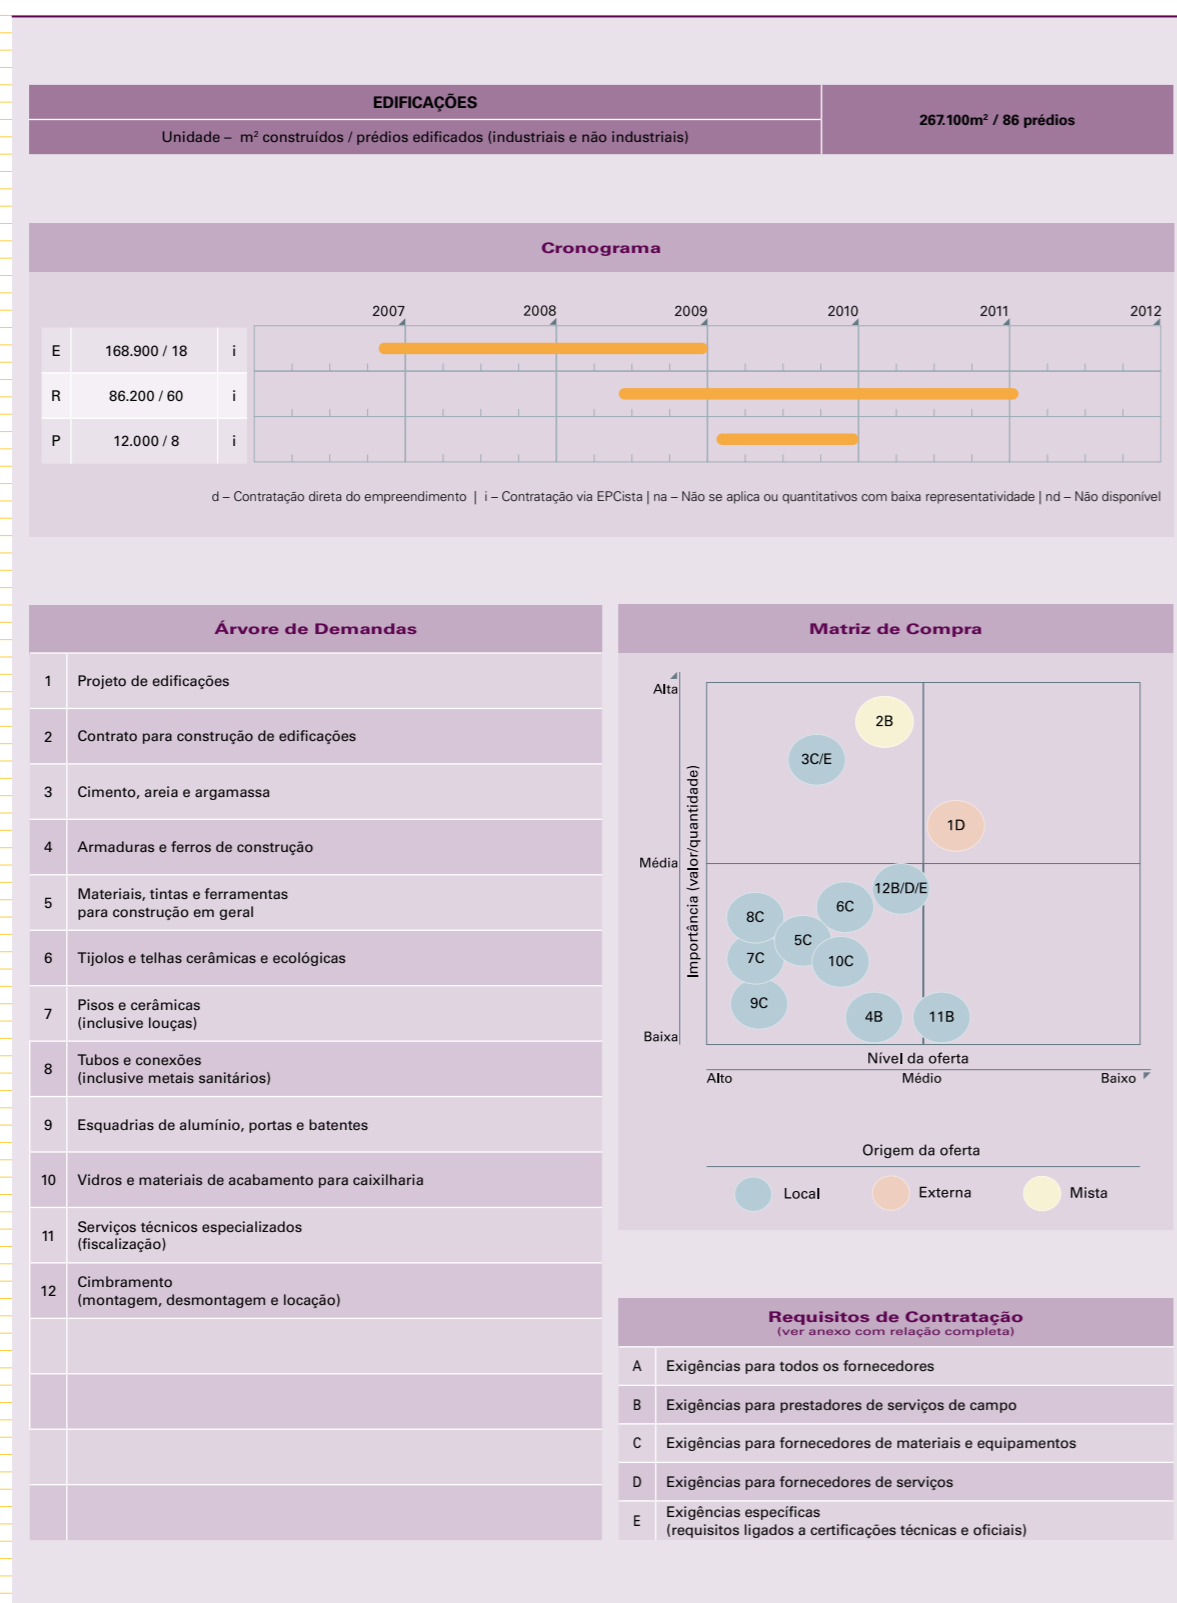 EDIFICAÇÕES
Unidade – m² construídos / prédios edificados (industriais e não industriais)
267.100m² / 86 prédios
Cronograma
2007 2008 2009 2010 2011 2012
E 168.900 / 18 i
R 86.200 / 60 i
P 12.000 / 8 i
d – Contratação direta do empreendimento | i – Contratação via EPCista | na – Não se aplica ou quantitativos com baixa representatividade | nd – Não disponível
Árvore de Demandas
1 Projeto de edificações
2 Contrato para construção de edificações
3 Cimento, areia e argamassa
4 Armaduras e ferros de construção
5 Materiais, tintas e ferramentas
para construção em geral
6 Tijolos e telhas cerâmicas e ecológicas
7 Pisos e cerâmicas
(inclusive louças)
8 Tubos e conexões
(inclusive metais sanitários)
9 Esquadrias de alumínio, portas e batentes
10 Vidros e materiais de acabamento para caixilharia
11 Serviços técnicos especializados
(fiscalização)
12 Cimbramento
(montagem, desmontagem e locação)
Matriz de Compra
Alta
Média
Baixa
Importância (valor/quantidade)
2B
3C/E
1D
12B/D/E
6C
8C
5C
7C
10C
9C
4B
11B
Nível da oferta
Alto Médio Baixo
Origem da oferta
Local Externa Mista
Requisitos de Contratação
(ver anexo com relação completa)
A Exigências para todos os fornecedores
B Exigências para prestadores de serviços de campo
C Exigências para fornecedores de materiais e equipamentos
D Exigências para fornecedores de serviços
E Exigências específicas
(requisitos ligados a certificações técnicas e oficiais)